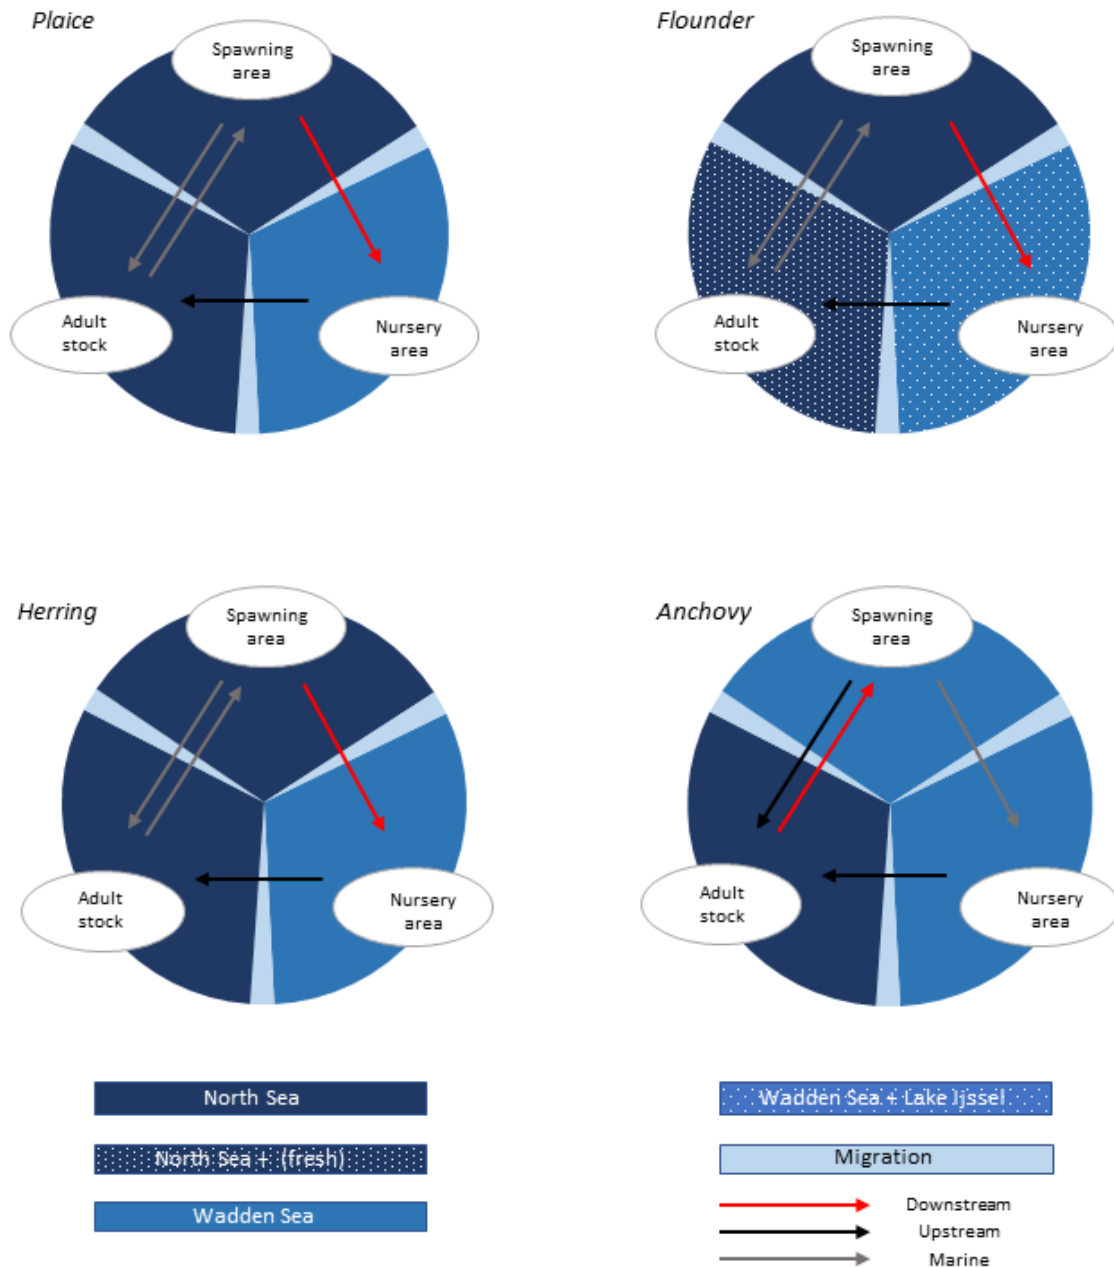 Plaice
Spawning
area
Adult
stock
Nursery
area
Flounder
Spawning
area
Adult
stock
Nursery
area
Herring
Spawning
area
Adult
stock
Nursery
area
Anchovy
Spawning
area
Adult
stock
Nursery
area
North Sea
North Sea + (fresh)
Wadden Sea
Wadden Sea + Lake Ijssel
Migration
Downstream
Upstream
Marine